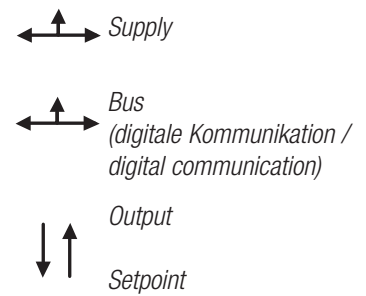 Supply
Bus
(digitale Kommunikation /
digital communication)
Output
Setpoint